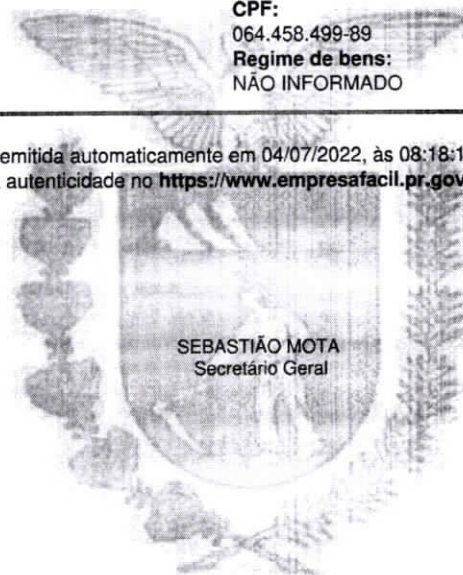 CPF:
064.458.499-89
Regime de bens:
NÃO INFORMADO
emitida automaticamente em 04/07/2022, às 08:18:1
autenticidade no https://www.empresafacil.pr.gov
SEBASTIÃO MOTA
Secretário Geral